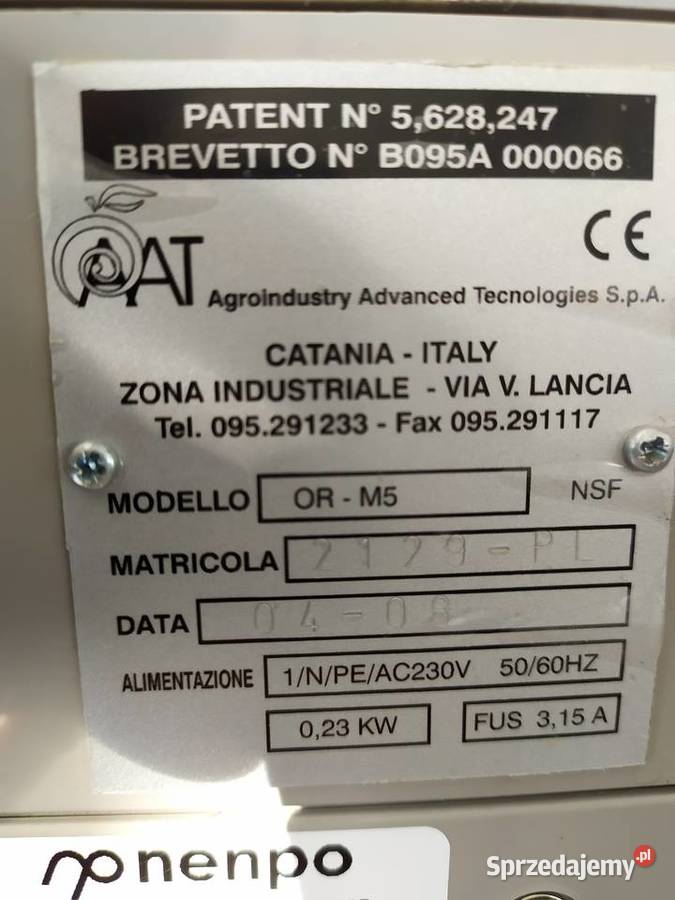 PATENT N° 5,628,247
BREVETTO N° B095A 000066
AAT
CE
Agroindustry Advanced Tecnologies S.p.A.
CATANIA - ITALY
ZONA INDUSTRIALE - VIA V. LANCIA
Tel. 095.291233 - Fax 095.291117
MODELLO OR - M5 NSF
MATRICOLA 2129-PL
DATA 04-08
ALIMENTAZIONE 1/N/PE/AC230V 50/60HZ
0,23 KW FUS 3,15 A
nenpo
Sprzedajemy.pl